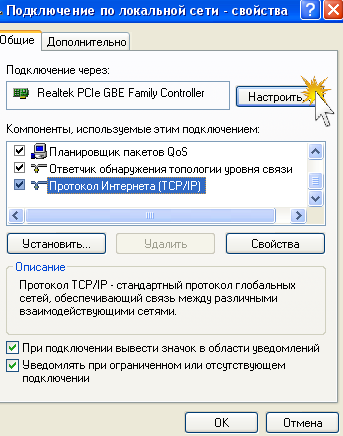 Подключение по локальной сети - свойства
Общие Дополнительно
Подключение через:
Realtek PCIe GBE Family Controller
Настроить...
Компоненты, используемые этим подключением:
Планировщик пакетов QoS
Ответчик обнаружения топологии уровня связи
Протокол Интернета (TCP/IP)
Установить... Удалить Свойства
Описание
Протокол TCP/IP - стандартный протокол глобальных
сетей, обеспечивающий связь между различными
взаимодействующими сетями.
При подключении вывести значок в области уведомлений
Уведомлять при ограниченном или отсутствующем
подключении
OK Отмена